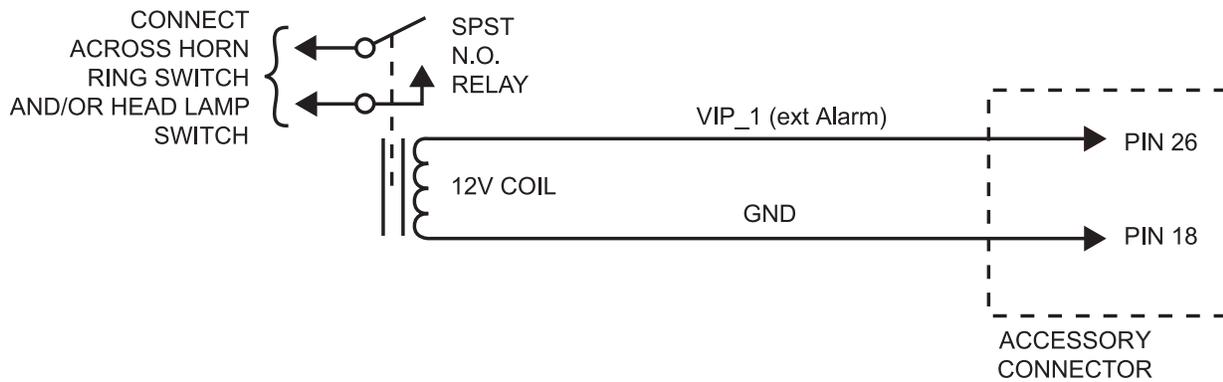 CONNECT
ACROSS HORN
RING SWITCH
AND/OR HEAD LAMP
SWITCH
SPST
N.O.
RELAY
VIP_1 (ext Alarm)
PIN 26
12V COIL
GND
PIN 18
ACCESSORY
CONNECTOR